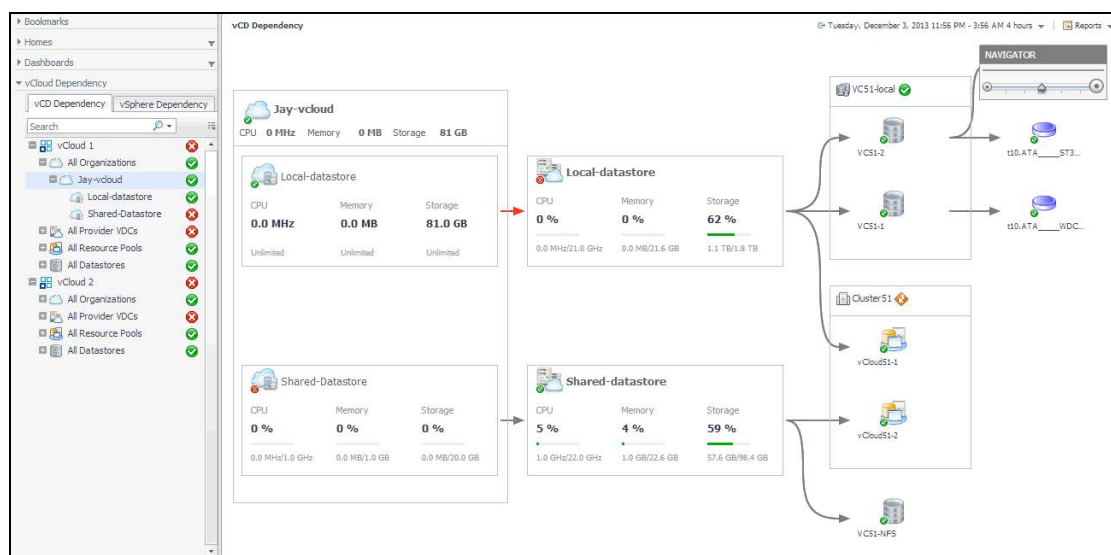 Bookmarks
Homes
Dashboards
vCloud Dependency
vCD Dependency vSphere Dependency
Search
vCloud 1
All Organizations
Jay-vcloud
Local-datastore
Shared-Datastore
All Provider VDCs
All Resource Pools
All Datastores
vCloud 2
All Organizations
All Provider VDCs
All Resource Pools
All Datastores
vCD Dependency
Tuesday, December 3, 2013 11:56 PM - 3:56 AM 4 hours Reports
NAVIGATOR
Jay-vcloud
CPU 0 MHz Memory 0 MB Storage 81 GB
Local-datastore
CPU Memory Storage
0.0 MHz 0.0 MB 81.0 GB
Unlimited Unlimited Unlimited
Local-datastore
CPU Memory Storage
0 % 0 % 62 %
0.0 MHz/21.0 GHz 0.0 MB/21.6 GB 1.1 TB/1.8 TB
VC51-local
VC51-2
t10.ATA_____ST3...
VC51-1
t10.ATA_____WDC...
Cluster51
vCloud51-1
vCloud51-2
Shared-Datastore
CPU Memory Storage
0 % 0 % 0 %
0.0 MHz/1.0 GHz 0.0 MB/1.0 GB 0.0 MB/20.0 GB
Shared-datastore
CPU Memory Storage
5 % 4 % 59 %
1.0 GHz/22.0 GHz 1.0 GB/22.6 GB 57.6 GB/98.4 GB
VC51-NFS